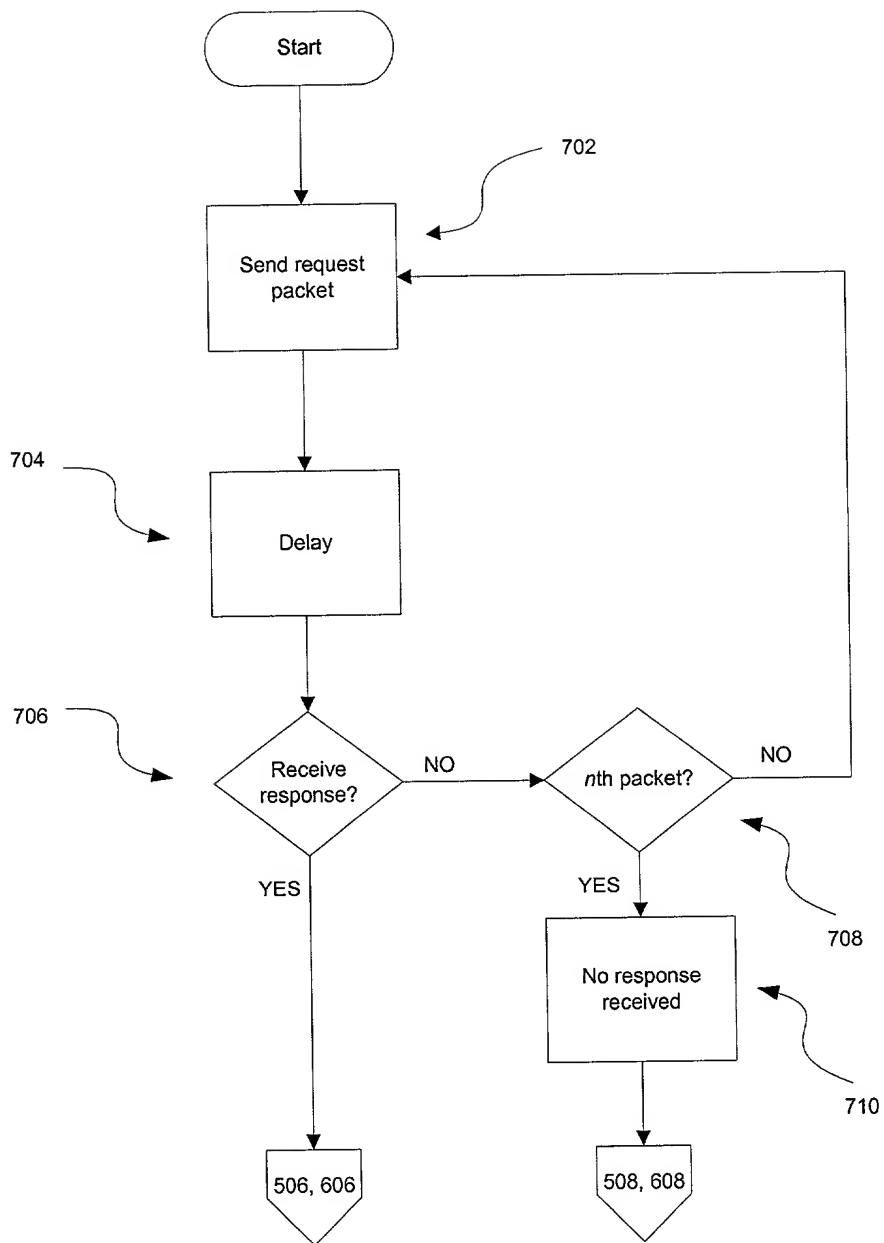 Start
702
Send request
packet
704
Delay
706
Receive
response?
NO
nth packet?
NO
YES
YES
708
No response
received
710
506, 606
508, 608